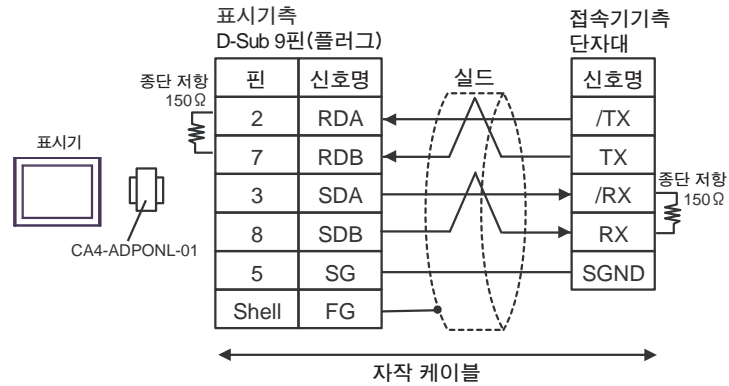 표시기측
D-Sub 9핀(플러그)
접속기기측
단자대
종단 저항
150Ω
핀 신호명
실드
신호명
2 RDA /TX
7 RDB TX
표시기
3 SDA /RX
종단 저항
150Ω
8 SDB RX
CA4-ADPONL-01
5 SG SGND
Shell FG
자작 케이블